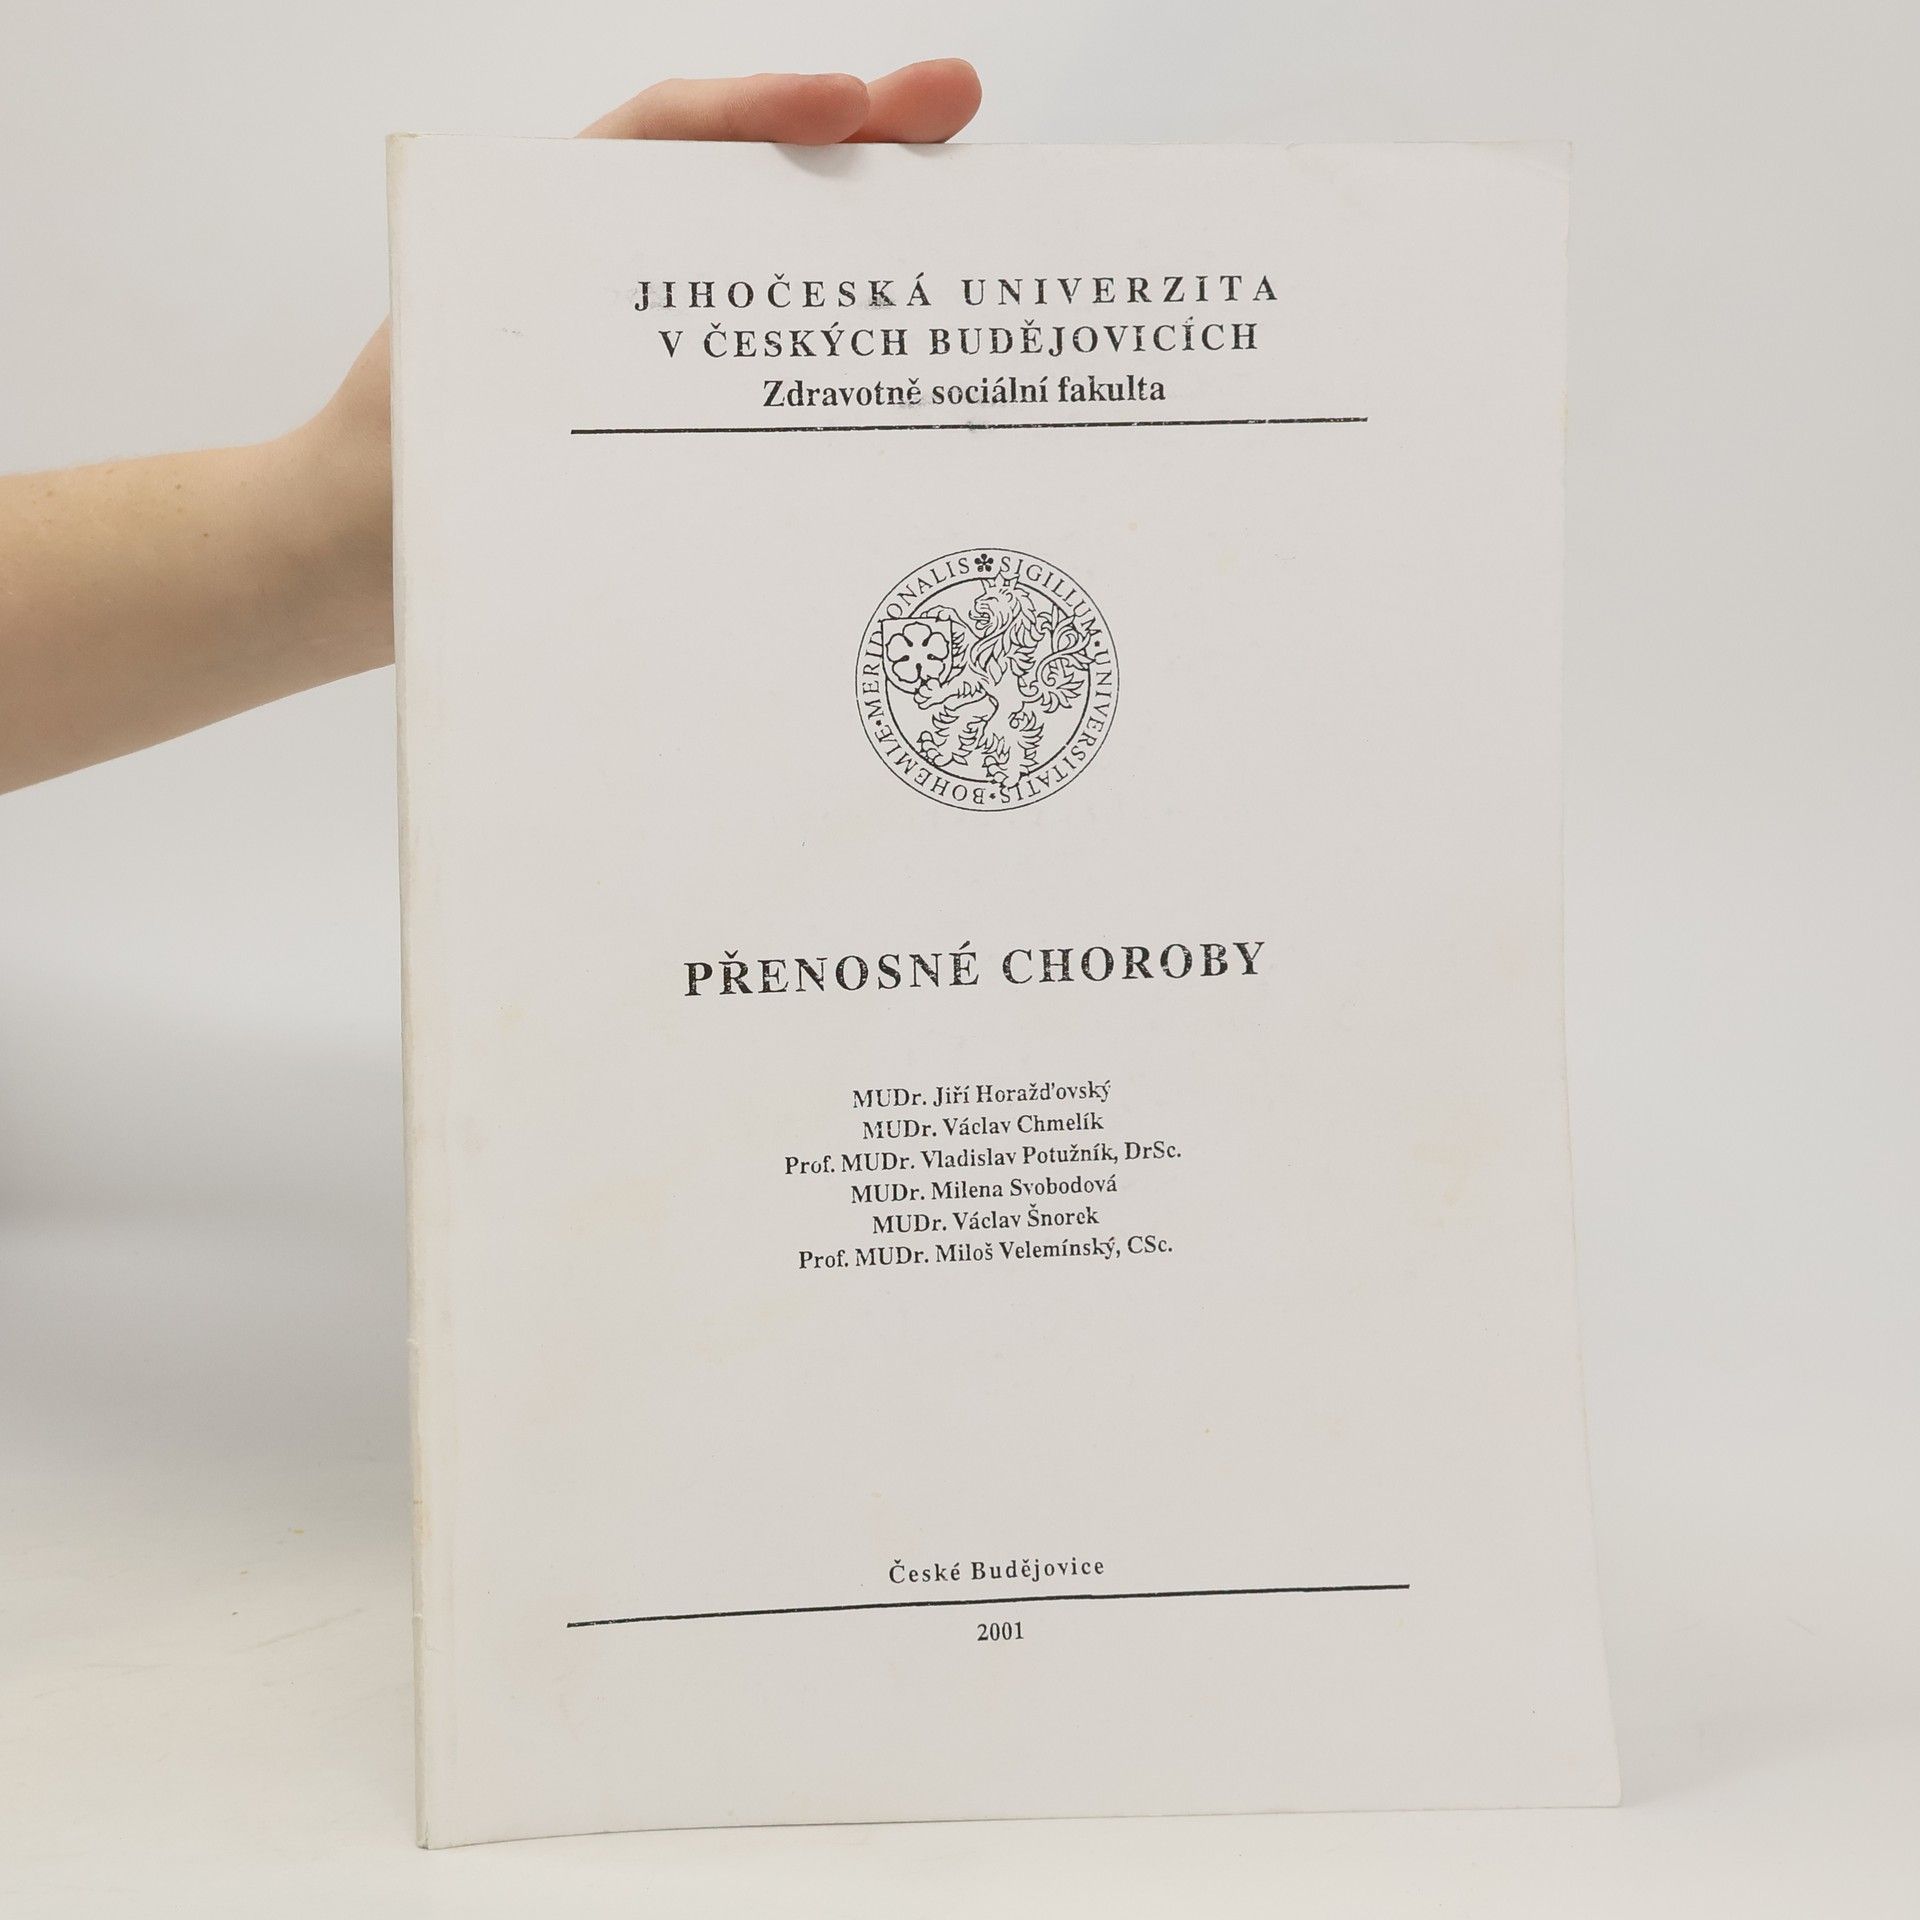 JIHOČESKÁ UNIVERZITA
V ČESKÝCH BUDĚJOVICÍCH
Zdravotně sociální fakulta
SIGILLUM · UNIVERSITATIS · BOHEMIÆ · MERIDIONALIS
PŘENOSNÉ CHOROBY
MUDr. Jiří Horažďovský
MUDr. Václav Chmelík
Prof. MUDr. Vladislav Potužník, DrSc.
MUDr. Milena Svobodová
MUDr. Václav Šnorek
Prof. MUDr. Miloš Velemínský, CSc.
České Budějovice
2001